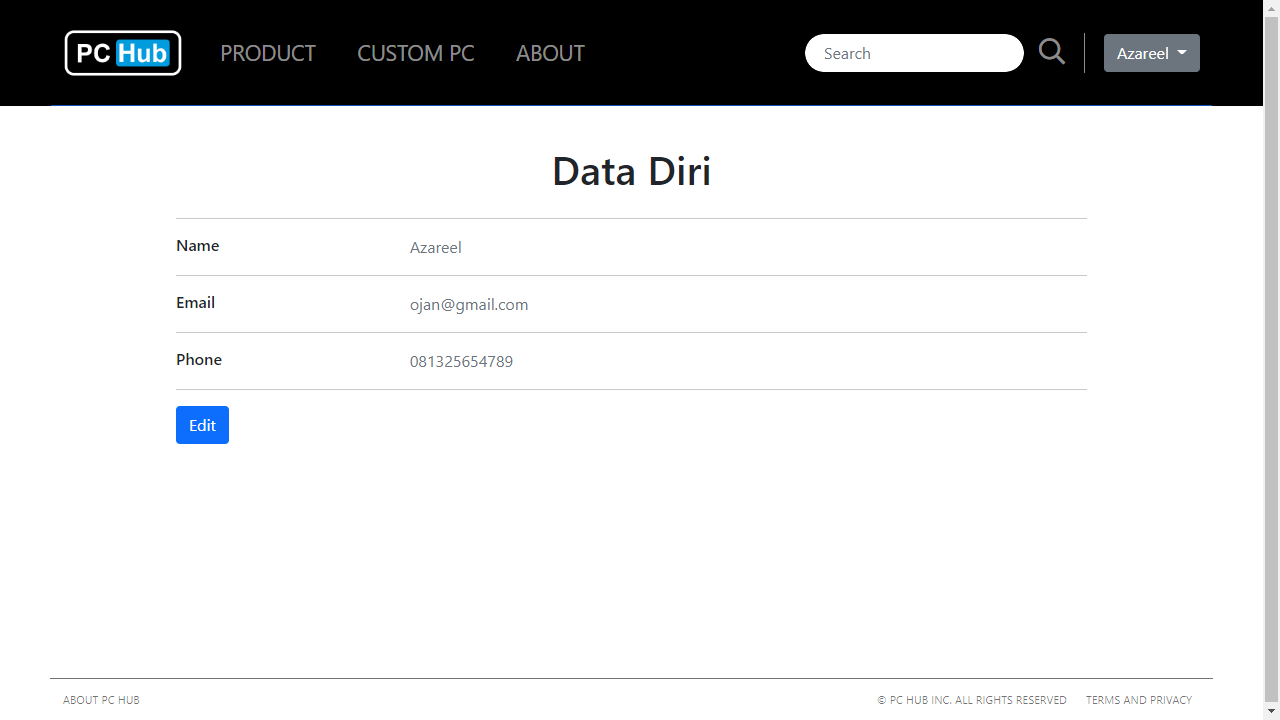 PC Hub PRODUCT CUSTOM PC ABOUT Search Azareel
Data Diri
Name Azareel
Email ojan@gmail.com
Phone 081325654789
Edit
ABOUT PC HUB © PC HUB INC. ALL RIGHTS RESERVED TERMS AND PRIVACY